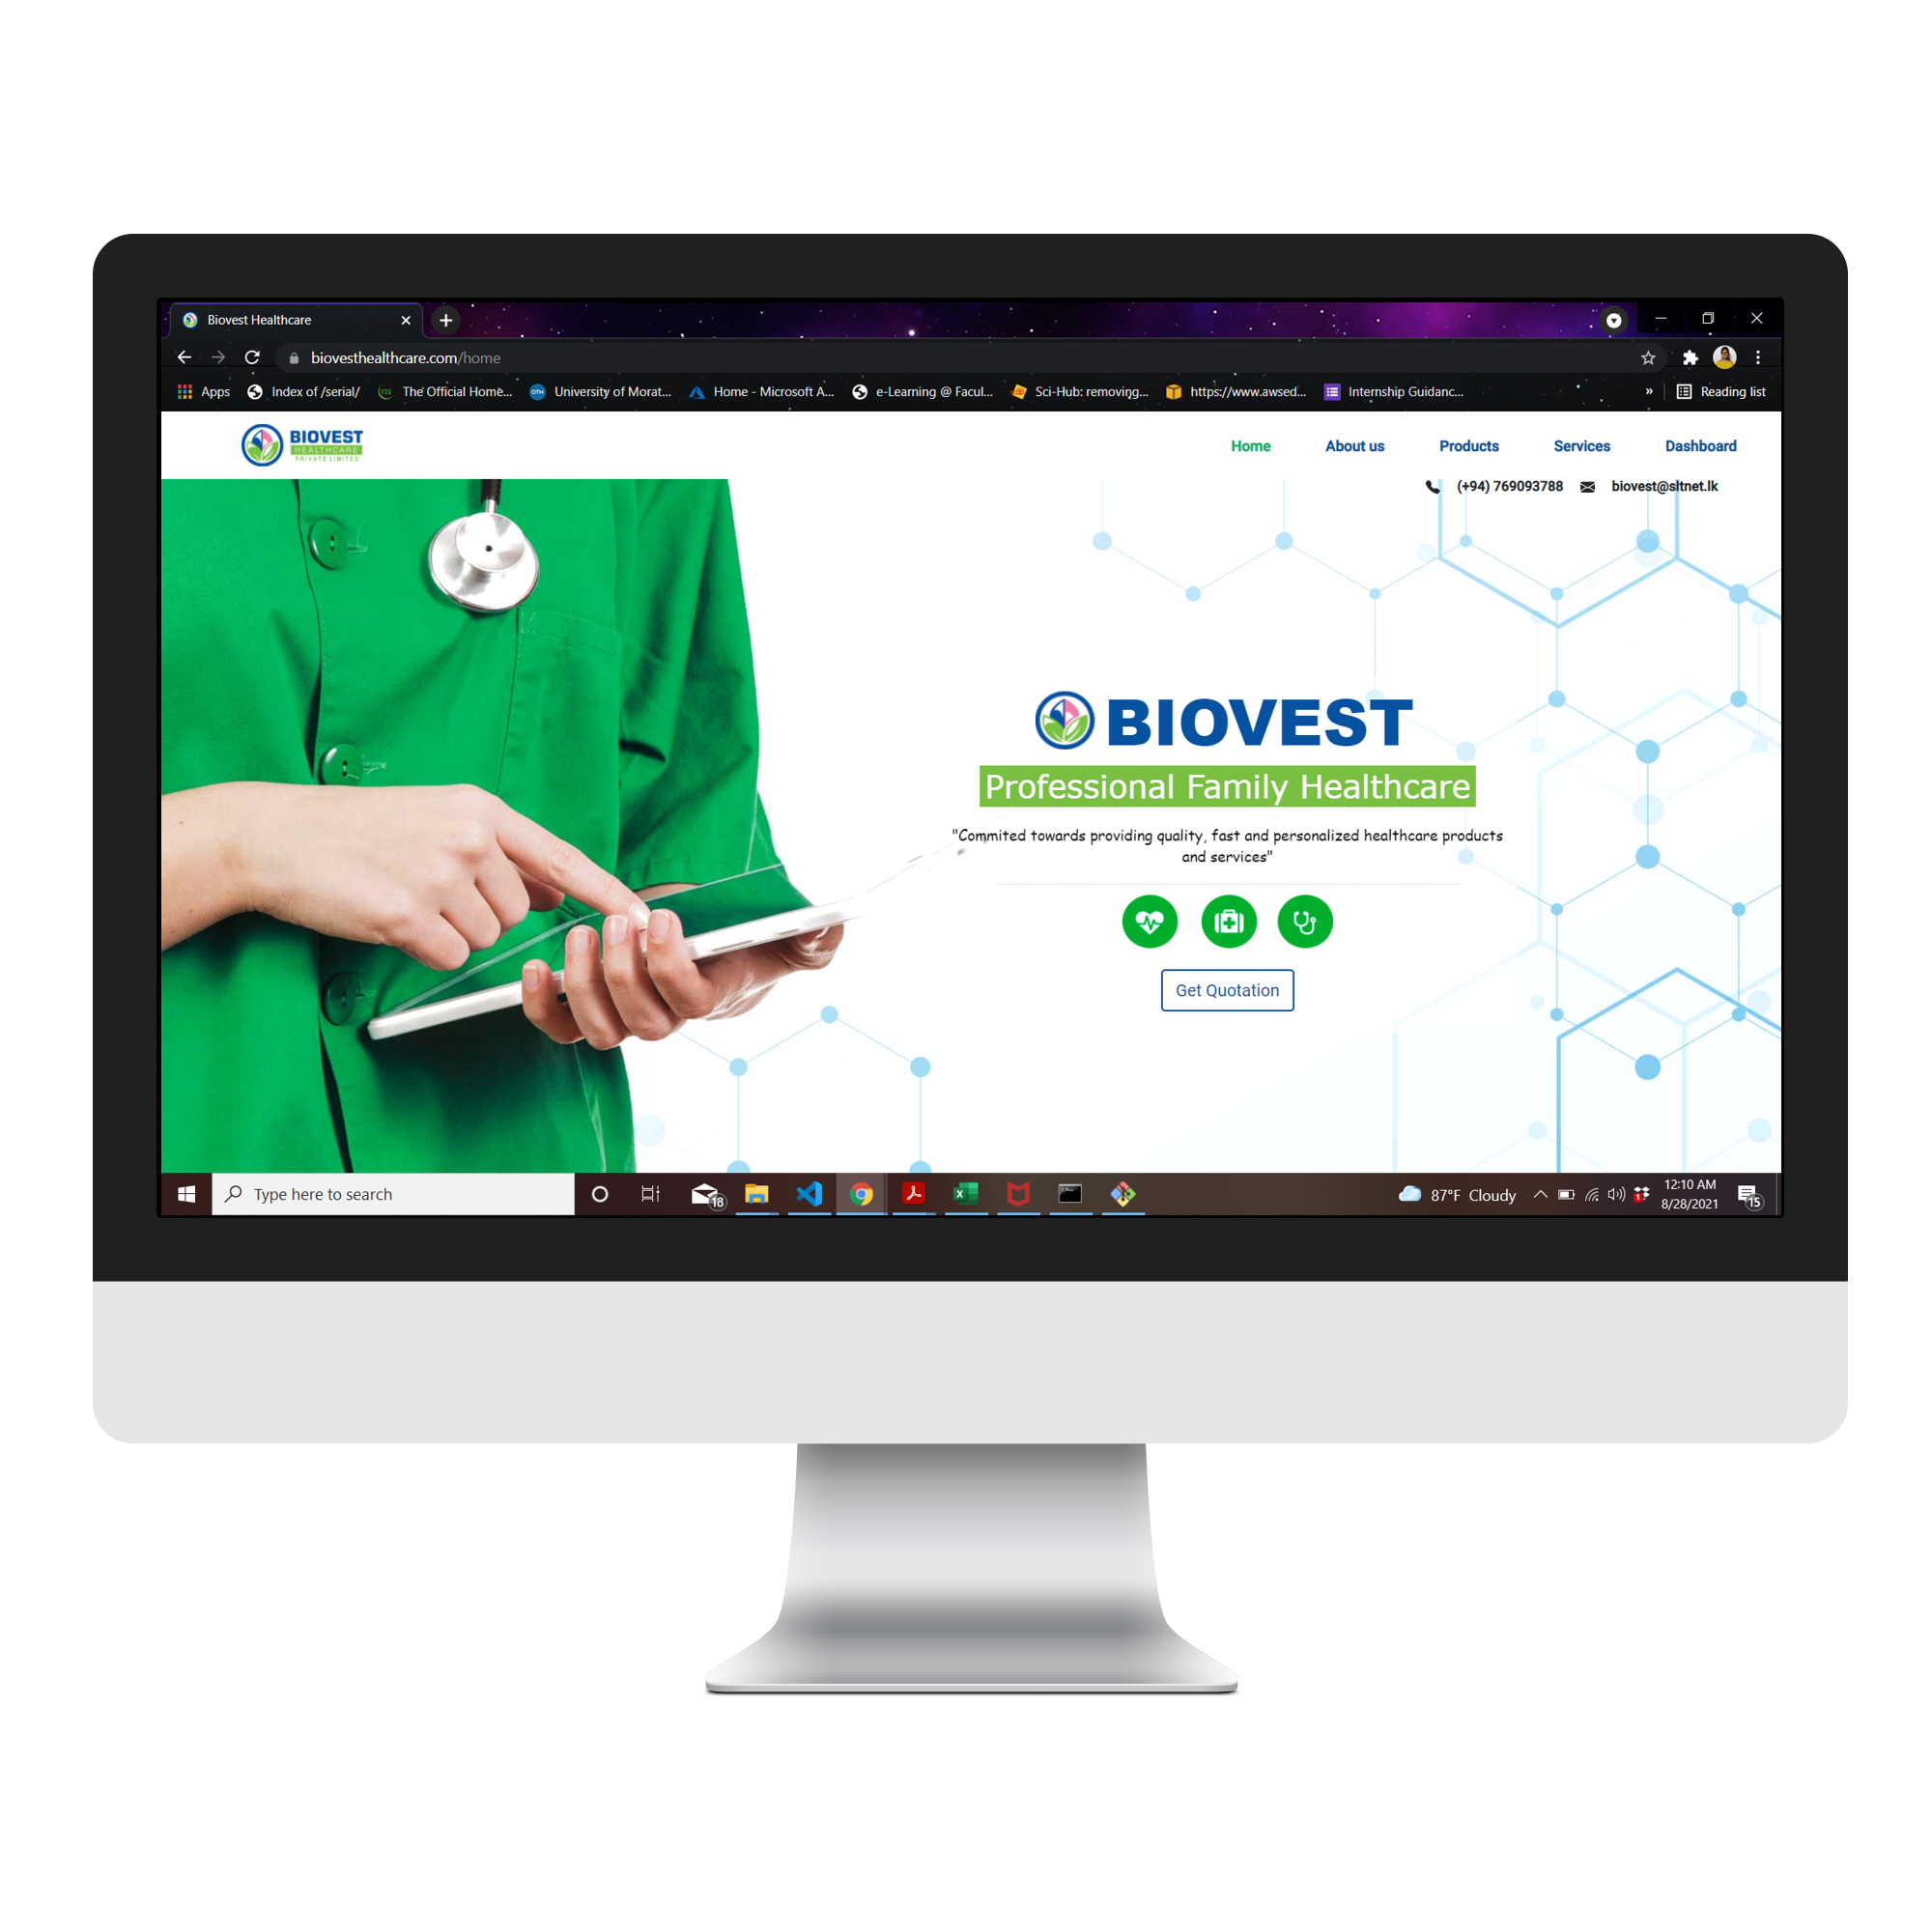 Biovest Healthcare
biovesthealthcare.com/home
Apps Index of /serial/ The Official Home... University of Morat... Home - Microsoft A... e-Learning @ Facul... Sci-Hub: removing... https://www.awsed... Internship Guidanc... » Reading list
BIOVEST
HEALTHCARE
PRIVATE LIMITED
Home About us Products Services Dashboard
(+94) 769093788 biovest@sltnet.lk
BIOVEST
Professional Family Healthcare
"Commited towards providing quality, fast and personalized healthcare products
and services"
Get Quotation
Type here to search
18
87°F Cloudy
1
12:10 AM
8/28/2021
15